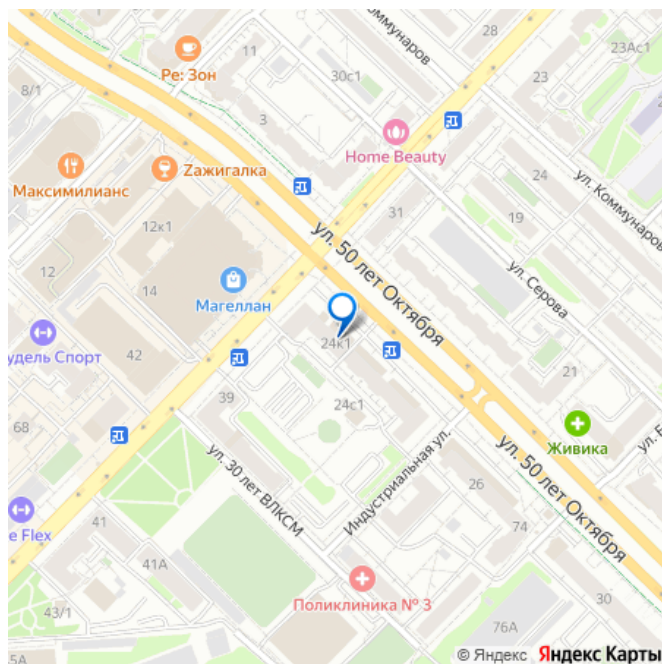 Коммунаров
28
11
23Ас1
Ре: Зон
30с1
23
8/1
3
Home Beauty
Zажигалка
24
Максимилианс
ул. Коммунаров
12к1
31
19
ул. 50 лет Октября
12
14
Магеллан
ул. Серова
удель Спорт
24к1
42
21
24с1
39
68
Живика
ул. 50 лет Октября
ул. 30 лет ВЛКСМ
Индустриальная ул.
26
e Flex
41
74
41А
Поликлиника № 3
43/1
30
76А
5А
© Яндекс Яндекс Карты